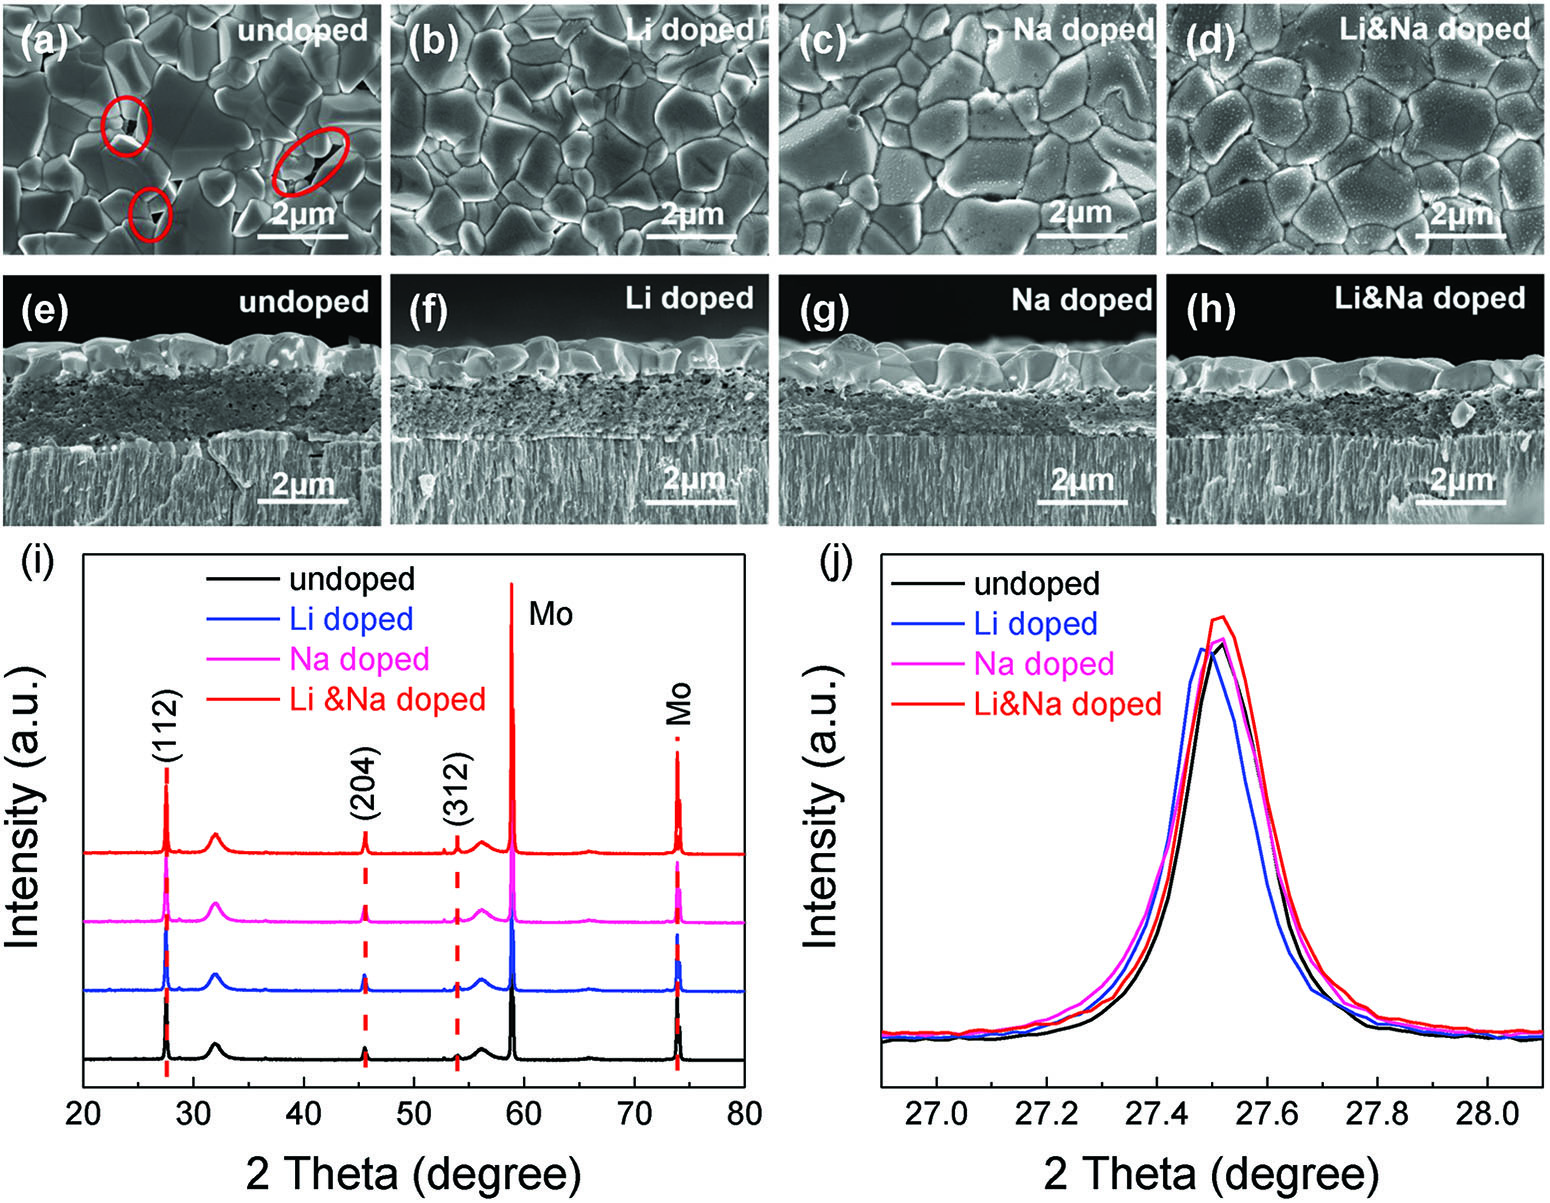 (a) undoped
2μm
(b) Li doped
2μm
(c) Na doped
2μm
(d) Li&Na doped
2μm
(e) undoped
2μm
(f) Li doped
2μm
(g) Na doped
2μm
(h) Li&Na doped
2μm
(i)
undoped
Li doped
Na doped
Li &Na doped
(112)
(204)
(312)
Mo
Mo
Intensity (a.u.)
20 30 40 50 60 70 80
2 Theta (degree)
(j)
undoped
Li doped
Na doped
Li&Na doped
Intensity (a.u.)
27.0 27.2 27.4 27.6 27.8 28.0
2 Theta (degree)